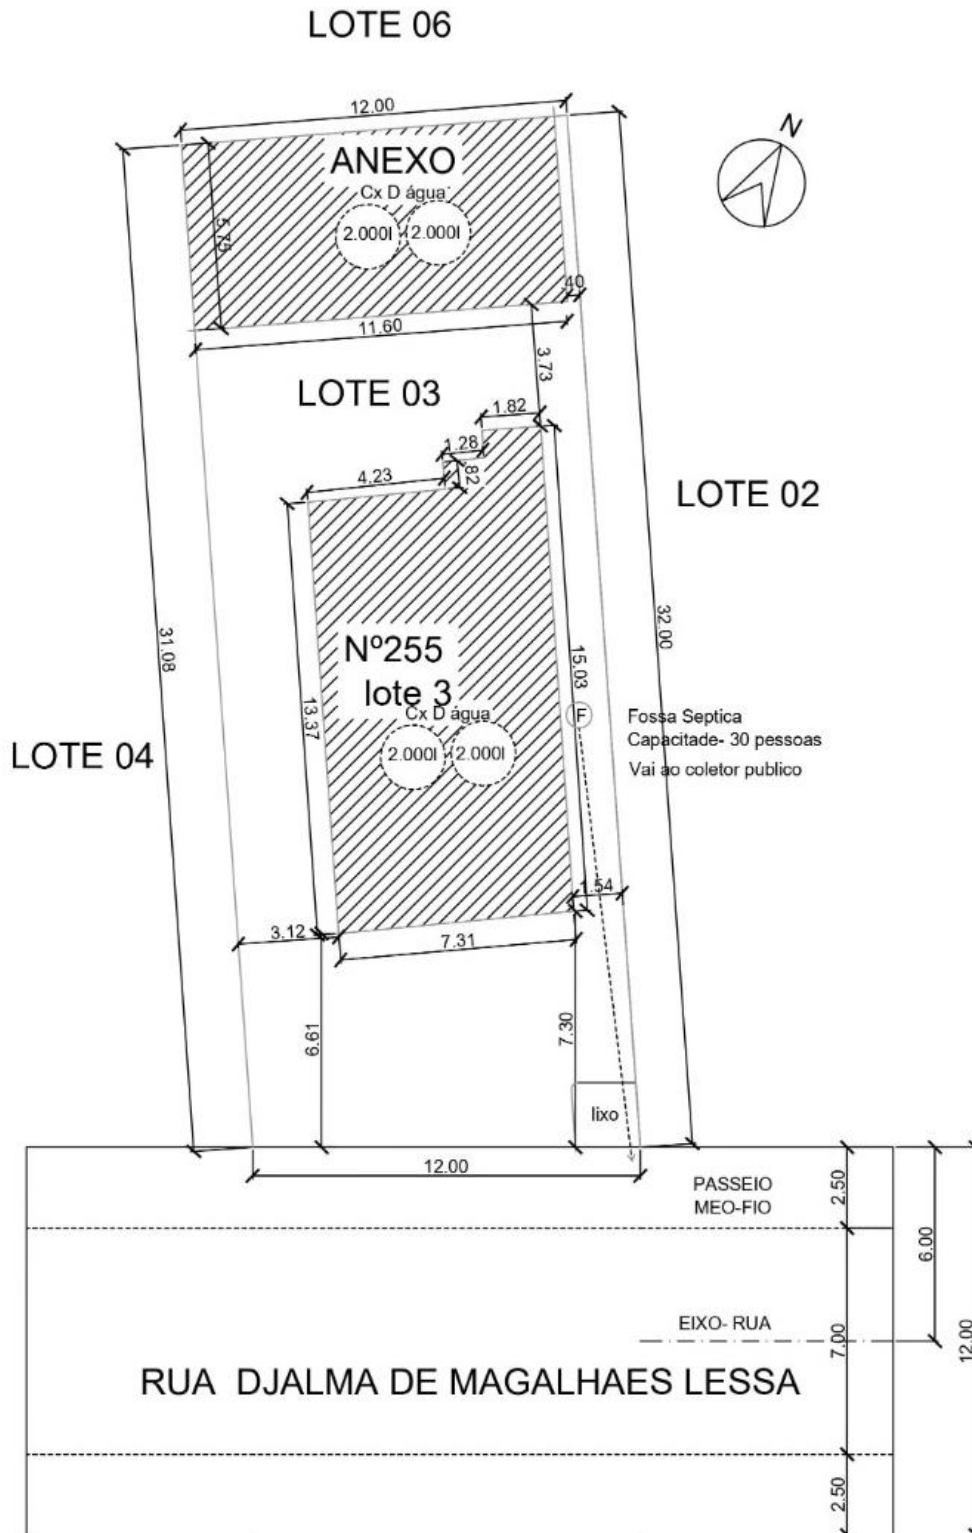 LOTE 06
12.00
N
ANEXO
Cx D água
2.000l
2.000l
5.75
.40
11.60
3.73
LOTE 03
1.82
1.28
.82
4.23
LOTE 02
31.08
32.00
Nº255
lote 3
15.03
13.37
Cx D água
2.000l
2.000l
F
Fossa Septica
Capacitade- 30 pessoas
Vai ao coletor publico
LOTE 04
1.54
3.12
7.31
7.30
lixo
12.00
PASSEIO
MEO-FIO
2.50
6.00
EIXO- RUA
7.00
12.00
RUA DJALMA DE MAGALHAES LESSA
2.50